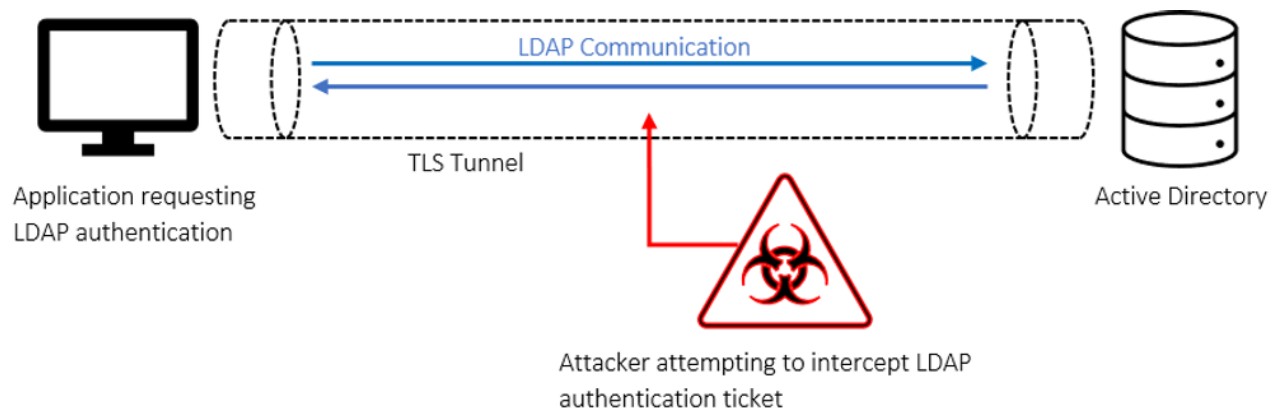 LDAP Communication
TLS Tunnel
Application requesting
LDAP authentication
Active Directory
Attacker attempting to intercept LDAP
authentication ticket